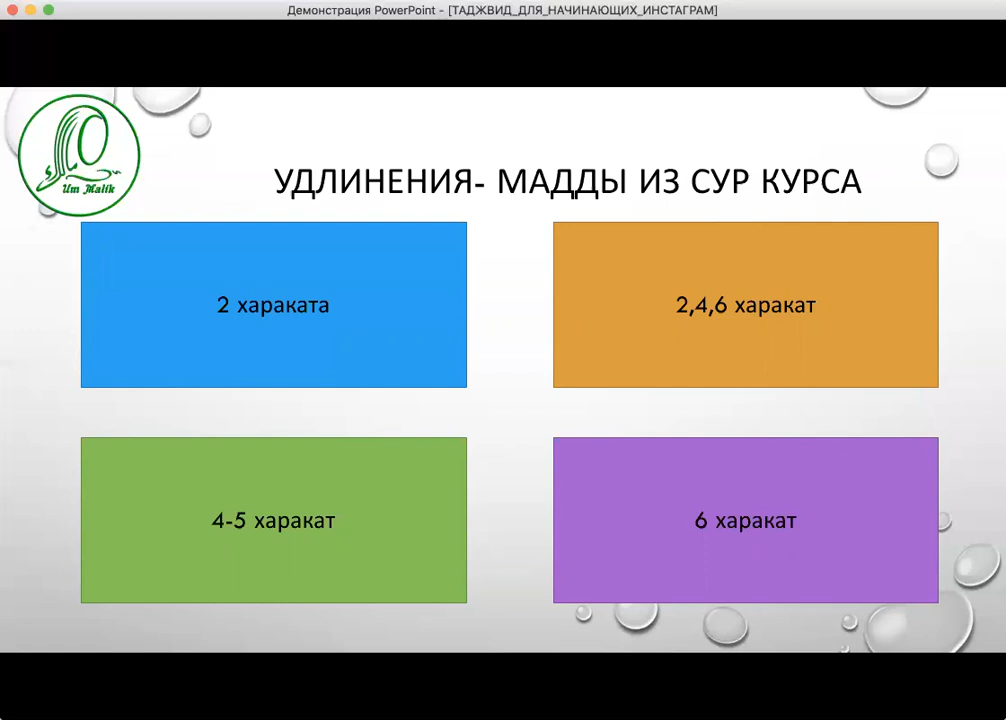 Демонстрация PowerPoint - [ТАДЖВИД_ДЛЯ_НАЧИНАЮЩИХ_ИНСТАГРАМ]
Um Malik
УДЛИНЕНИЯ- МАДДЫ ИЗ СУР КУРСА
2 хараката
2,4,6 харакат
4-5 харакат
6 харакат